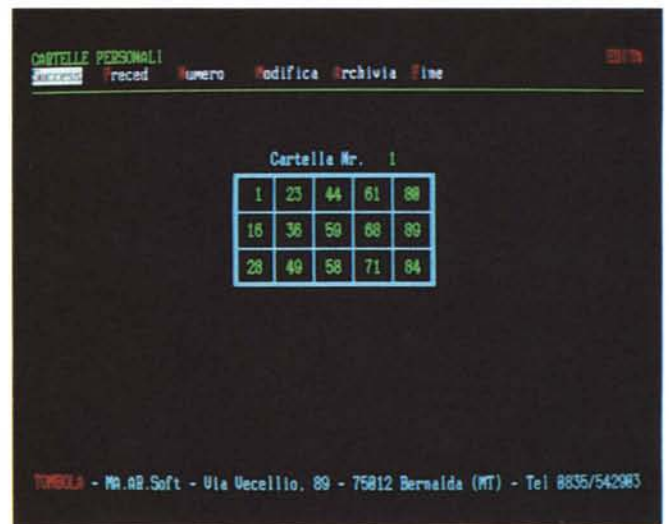 CARTELLE PERSONALI EDITA
Success Preced Numero Modifica Archivia Fine
Cartella Nr. 1
1 23 44 61 80
16 36 59 68 89
28 49 58 71 84
TOMBOLA - MA.AB.Soft - Via Vecellio, 89 - 75012 Bernalda (MT) - Tel 0835/542903